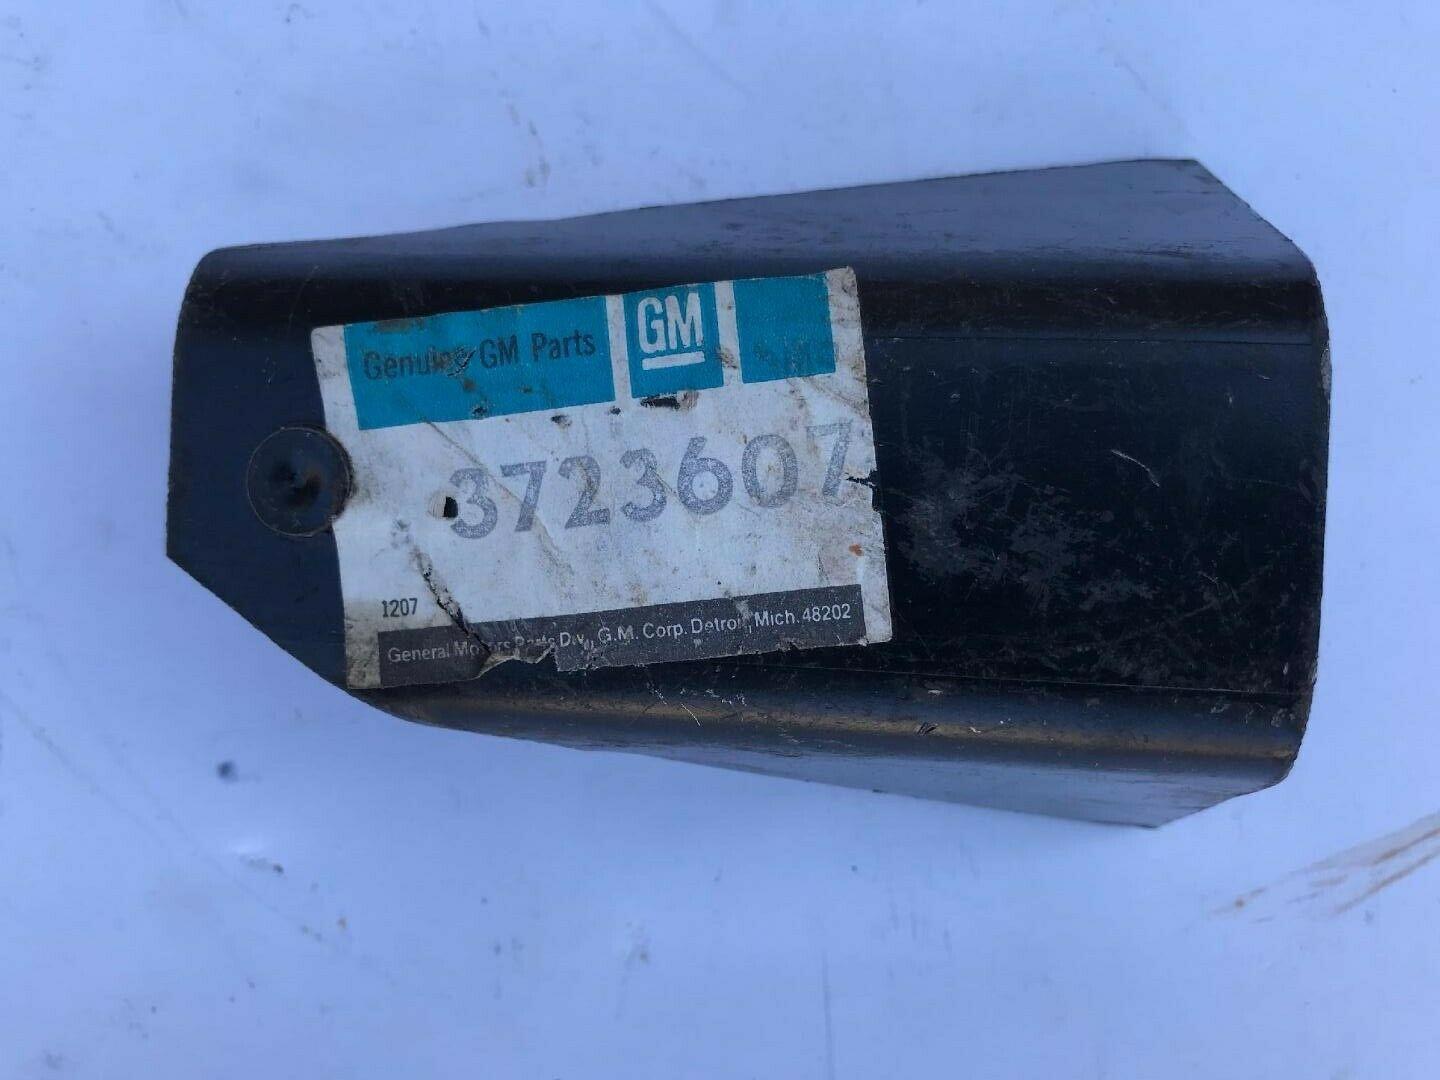 Genuine GM Parts
GM
3723607
1207
General Motors Parts Div., G.M. Corp. Detroit, Mich. 48202